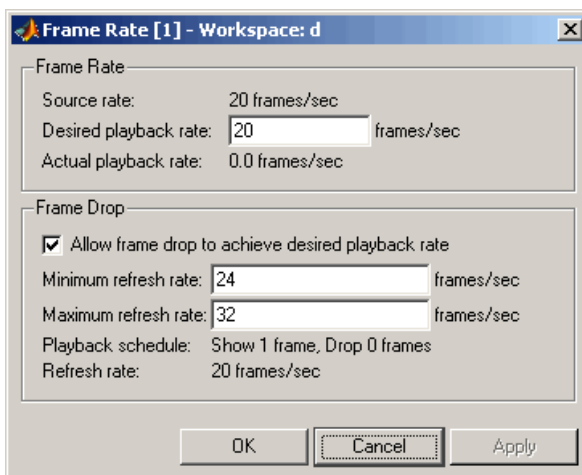 Frame Rate [1] - Workspace: d
Frame Rate
Source rate: 20 frames/sec
Desired playback rate: 20 frames/sec
Actual playback rate: 0.0 frames/sec
Frame Drop
Allow frame drop to achieve desired playback rate
Minimum refresh rate: 24 frames/sec
Maximum refresh rate: 32 frames/sec
Playback schedule: Show 1 frame, Drop 0 frames
Refresh rate: 20 frames/sec
OK Cancel Apply